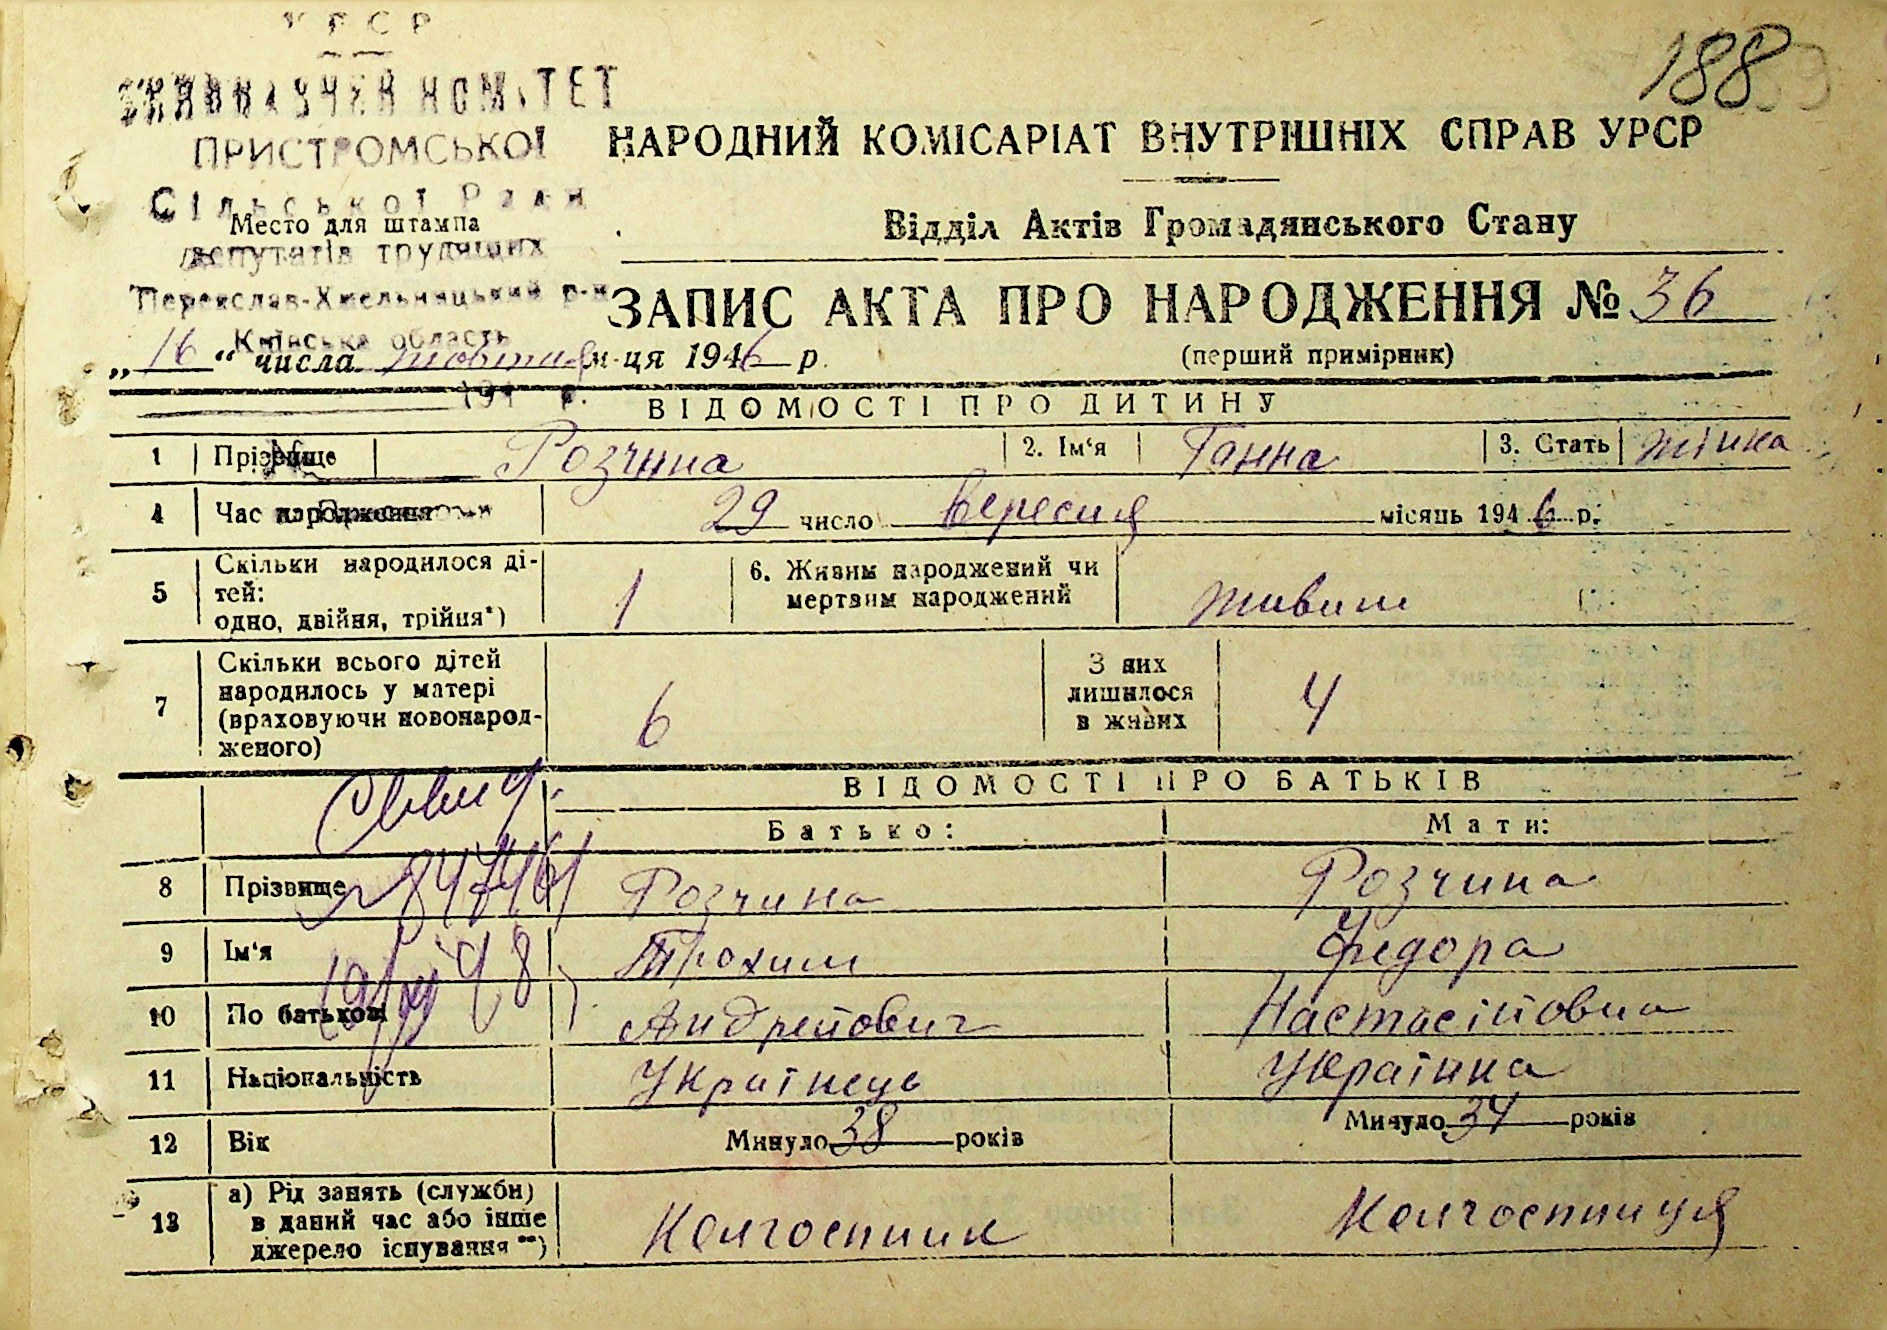 УРСР
188
ВИКОНАВЧИЙ КОМІТЕТ
ПРИСТРОМСЬКОЇ
Сільської Ради
Место для штампа
депутатів трудящих
Переяслав-Хмельницький р-н
Київська область
194 р.
НАРОДНИЙ КОМІСАРІАТ ВНУТРІШНІХ СПРАВ УРСР
Відділ Актів Громадянського Стану
ЗАПИС АКТА ПРО НАРОДЖЕННЯ № 36
„16“ числа жовтня м-ця 1946 р.
(перший примірник)
ВІДОМОСТІ ПРО ДИТИНУ
1 Прізвище Розчина 2. Ім‘я Ганна 3. Стать жінка
4 Час народження 29 число вересня місяць 1946 р.
5 Скільки народилося ді-
тей:
одно, двійня, трійня*) 1 6. Живим народжений чи
мертвим народжений живим
7 Скільки всього дітей
народилось у матері
(враховуючи новонарод-
женого) 6 З них
лишилося
в живих 4
ВІДОМОСТІ ПРО БАТЬКІВ
Батько: Мати:
8 Прізвище Розчина Розчина
9 Ім‘я Трохим Федора
10 По батькові Андрейович Настасійовна
11 Національність Українець Українка
12 Вік Минуло 38 років Минуло 34 років
13 а) Рід занять (служби)
в даний час або інше
джерело існування **) Колгоспник Колгоспниця